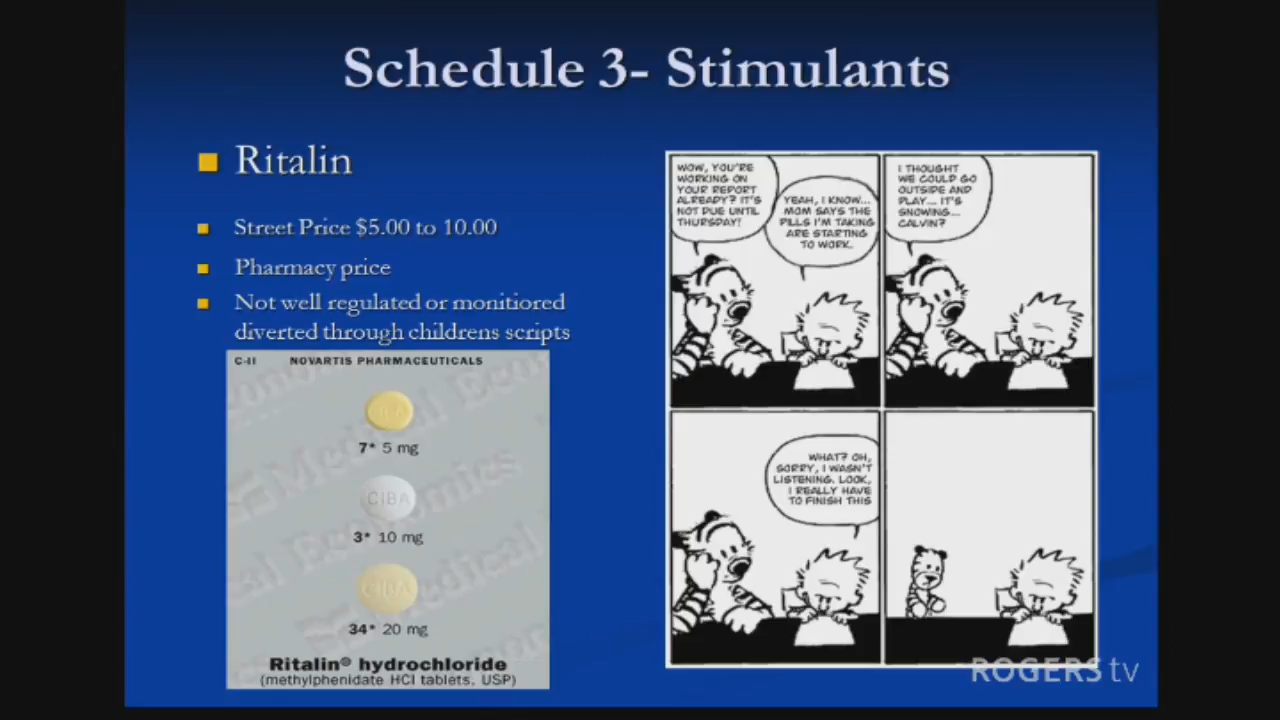 Schedule 3- Stimulants
Ritalin
Street Price $5.00 to 10.00
Pharmacy price
Not well regulated or monitiored
diverted through childrens scripts
C-II NOVARTIS PHARMACEUTICALS
7* 5 mg
CIBA
3* 10 mg
CIBA
34* 20 mg
Ritalin® hydrochloride
(methylphenidate HCl tablets, USP)
WOW, YOU'RE
WORKING ON
YOUR REPORT
ALREADY? IT'S
NOT DUE UNTIL
THURSDAY!
YEAH, I KNOW...
MOM SAYS THE
PILLS I'M TAKING
ARE STARTING
TO WORK.
I THOUGHT
WE COULD GO
OUTSIDE AND
PLAY... IT'S
SNOWING...
CALVIN?
WHAT? OH,
SORRY, I WASN'T
LISTENING. LOOK,
I REALLY HAVE
TO FINISH THIS
ROGERS tv